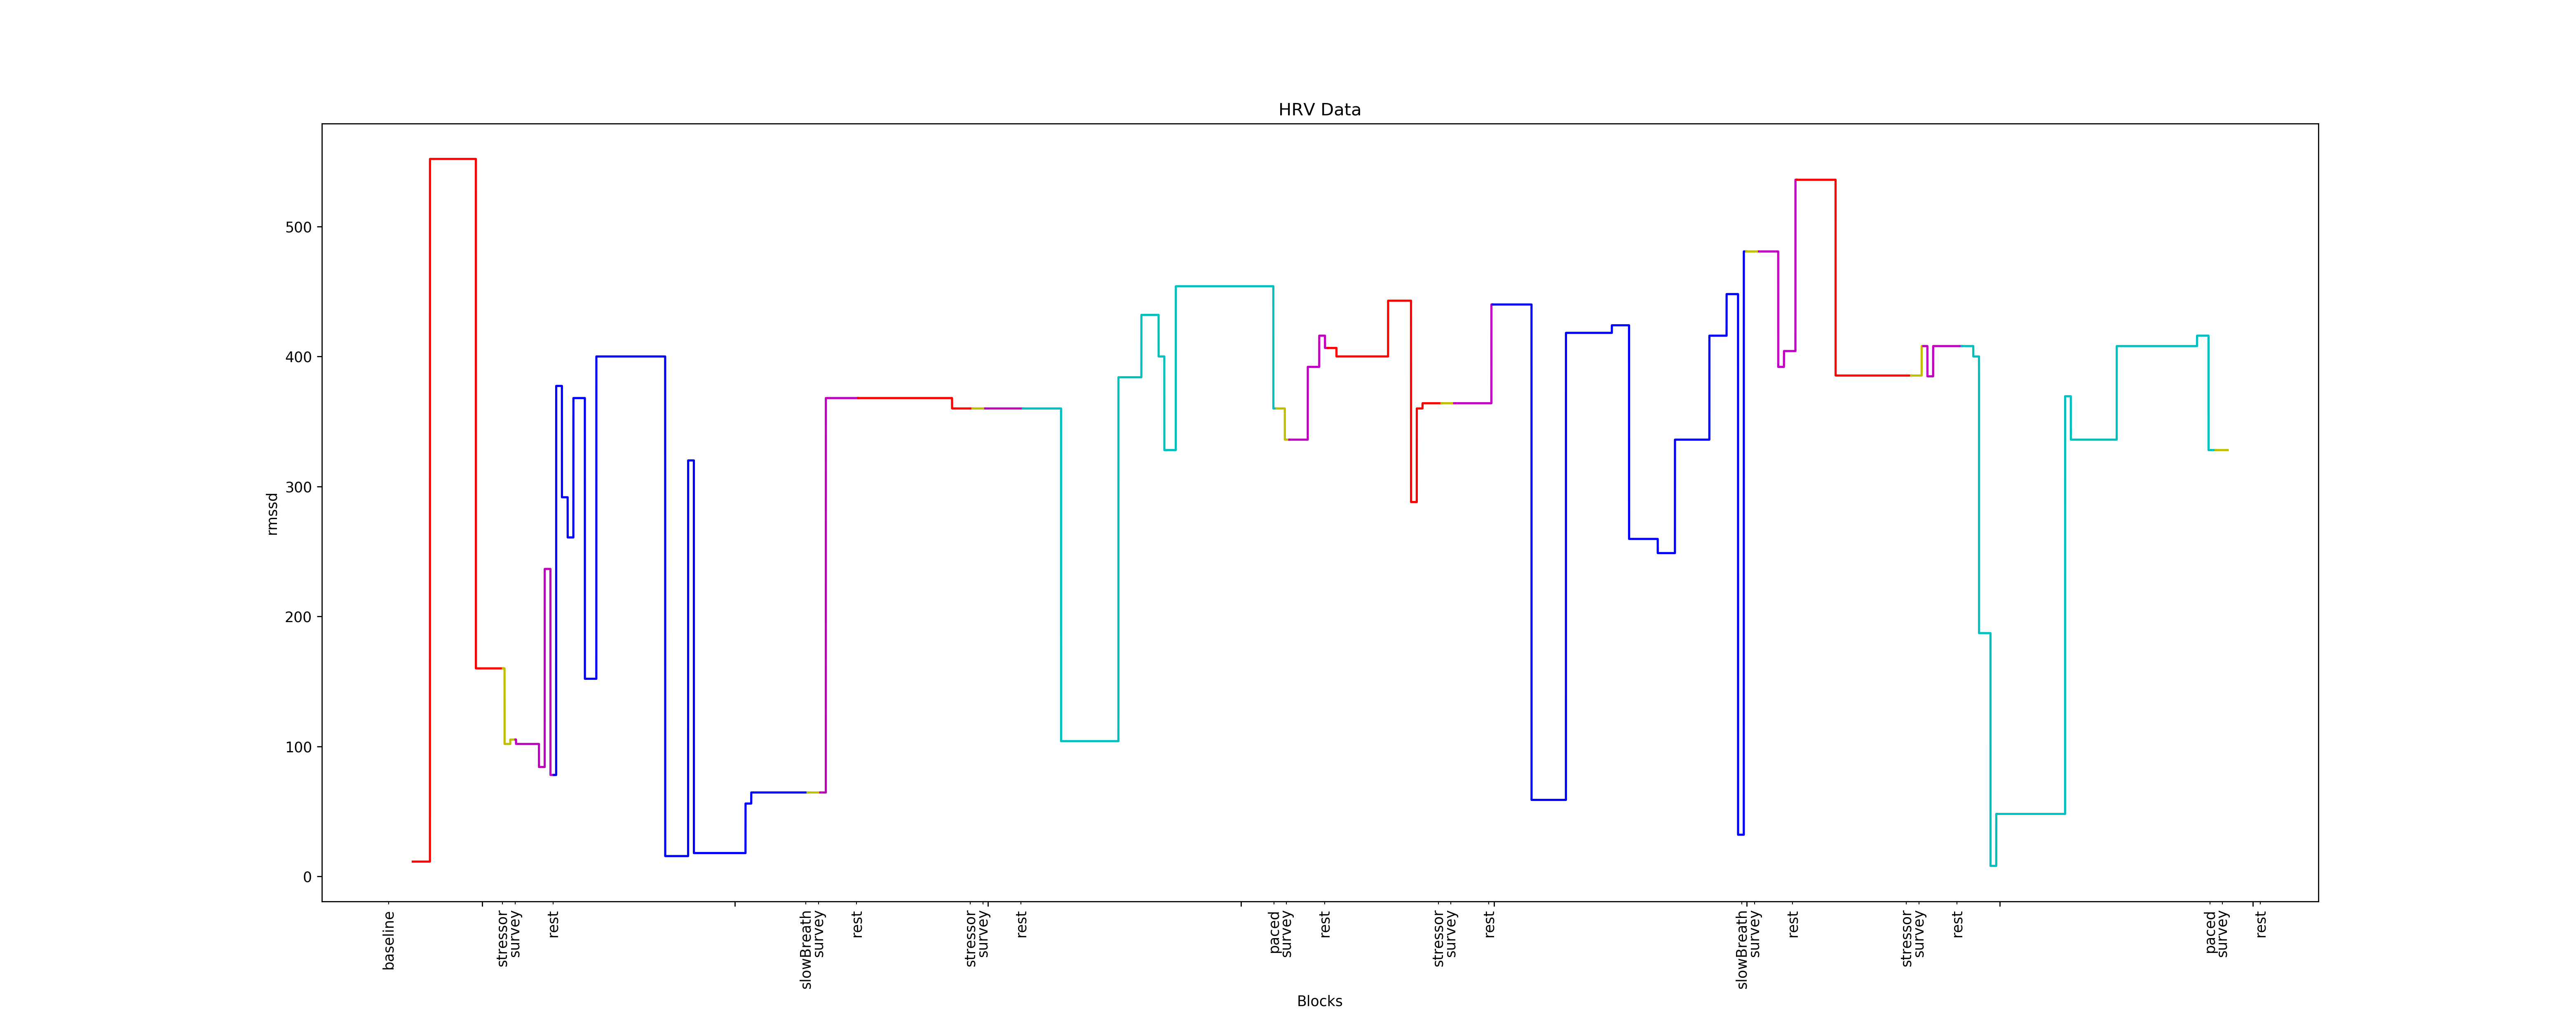 HRV Data
500
400
300
200
100
0
rmssd
baseline
stressor
survey
rest
slowBreath
survey
rest
stressor
survey
rest
paced
survey
rest
stressor
survey
rest
slowBreath
survey
rest
stressor
survey
rest
paced
survey
rest
Blocks